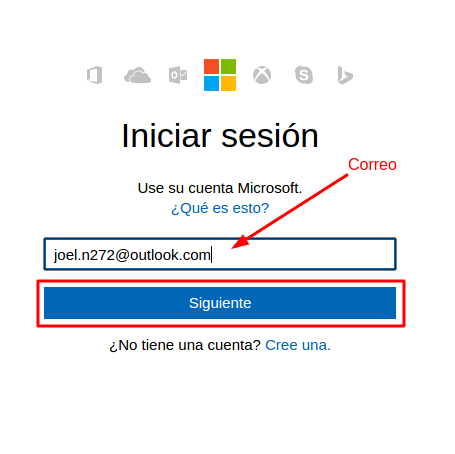 Iniciar sesión
Correo
Use su cuenta Microsoft.
¿Qué es esto?
joel.n272@outlook.com
Siguiente
¿No tiene una cuenta? Cree una.